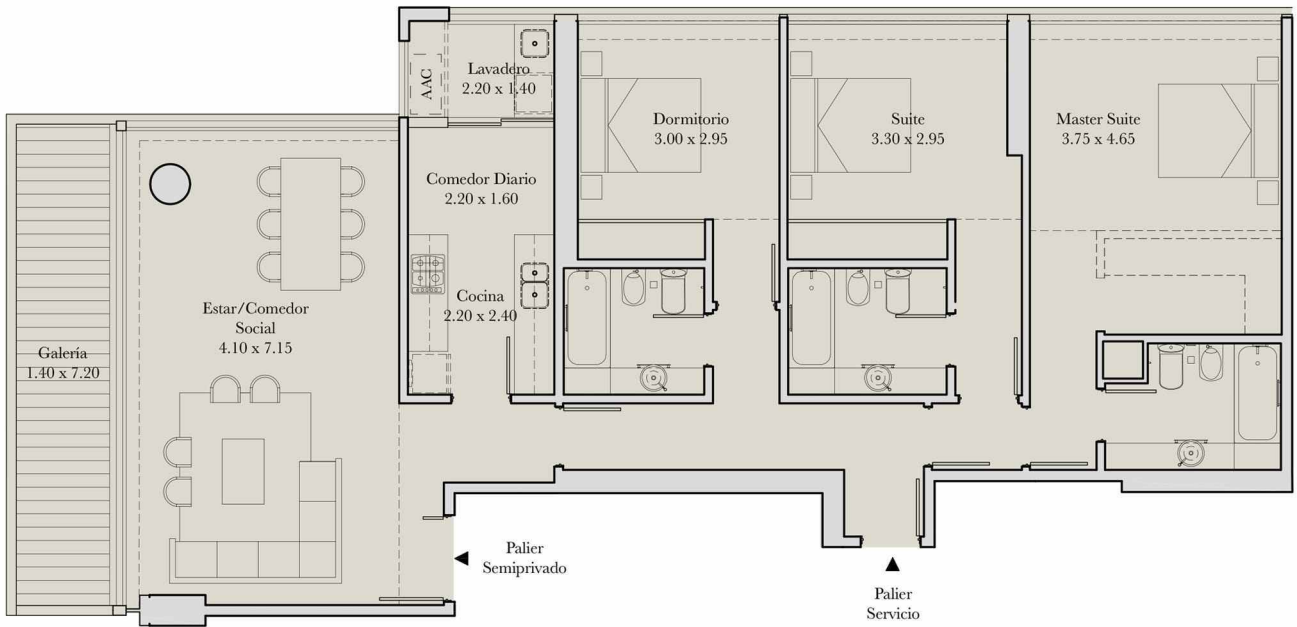 Lavadero
2.20 x 1.40
AAC
Dormitorio
3.00 x 2.95
Suite
3.30 x 2.95
Master Suite
3.75 x 4.65
Comedor Diario
2.20 x 1.60
Cocina
2.20 x 2.40
Estar/Comedor
Social
4.10 x 7.15
Galería
1.40 x 7.20
Palier
Semiprivado
Palier
Servicio